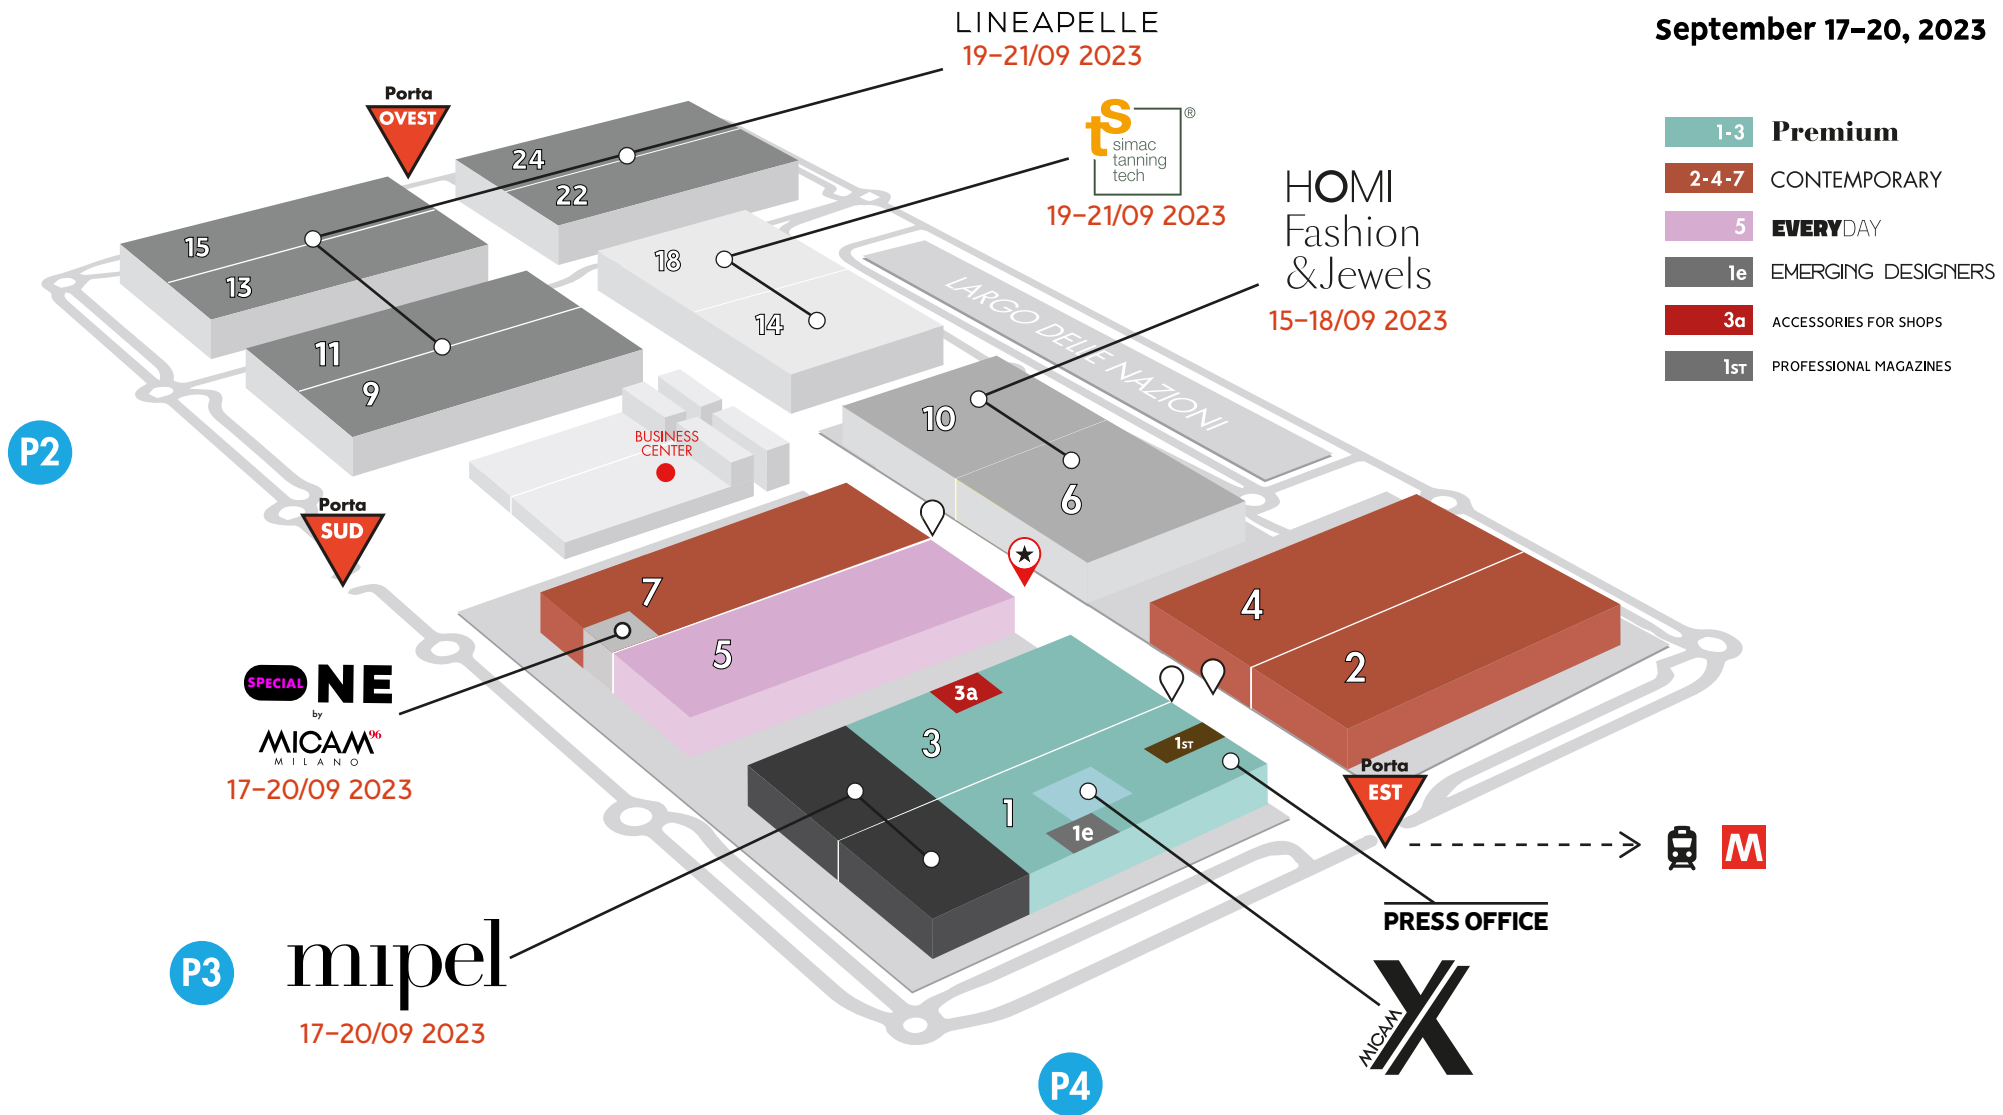 LINEAPELLE
19-21/09 2023
September 17-20, 2023
Porta
OVEST
ts
®
simac
tanning
tech
19-21/09 2023
HOMI
Fashion
&Jewels
15-18/09 2023
1-3 Premium
2-4-7 CONTEMPORARY
5 EVERYDAY
1e EMERGING DESIGNERS
3a ACCESSORIES FOR SHOPS
1ST PROFESSIONAL MAGAZINES
24
22
15
13
18
14
11
9
LARGO DELLE NAZIONI
10
6
P2
BUSINESS
CENTER
Porta
SUD
7
5
4
2
SPECIAL ONE
by
MICAM96
MILANO
17-20/09 2023
3a
3
1ST
1
1e
Porta
EST
M
PRESS OFFICE
mipel
17-20/09 2023
P3
MICAM X
P4